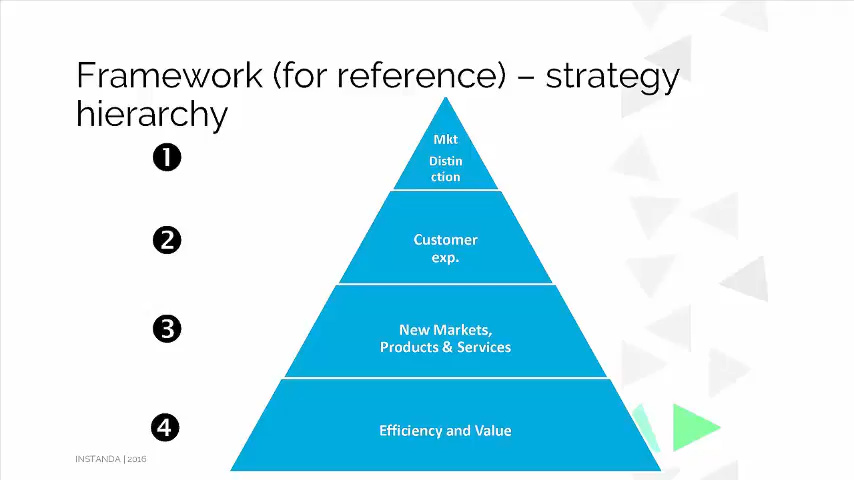 Framework (for reference) – strategy
hierarchy
❶
Mkt
Distin
ction
❷
Customer
exp.
❸
New Markets,
Products & Services
❹
Efficiency and Value
INSTANDA | 2016